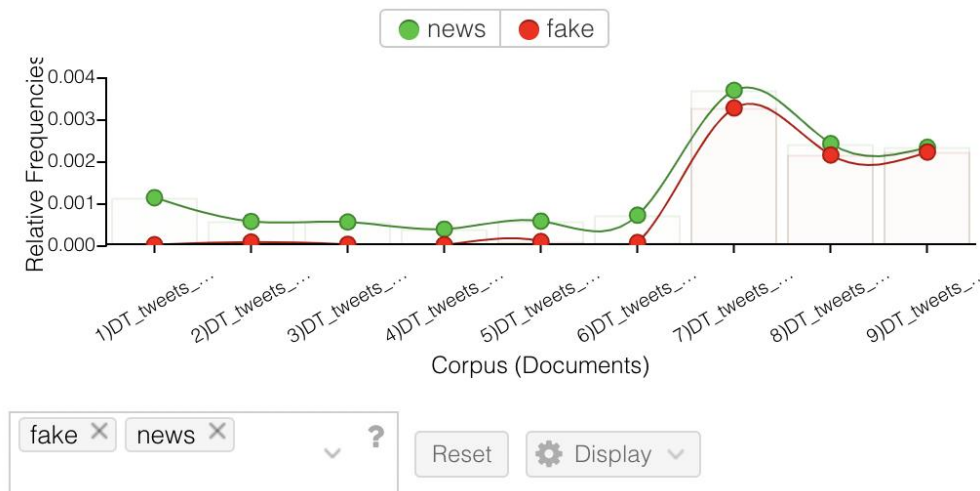 news fake
Relative Frequencies
0.004
0.003
0.002
0.001
0.000
1)DT_tweets_...
2)DT_tweets_...
3)DT_tweets_...
4)DT_tweets_...
5)DT_tweets_...
6)DT_tweets_...
7)DT_tweets_...
8)DT_tweets_...
9)DT_tweets_...
Corpus (Documents)
fake × news × ? Reset Display